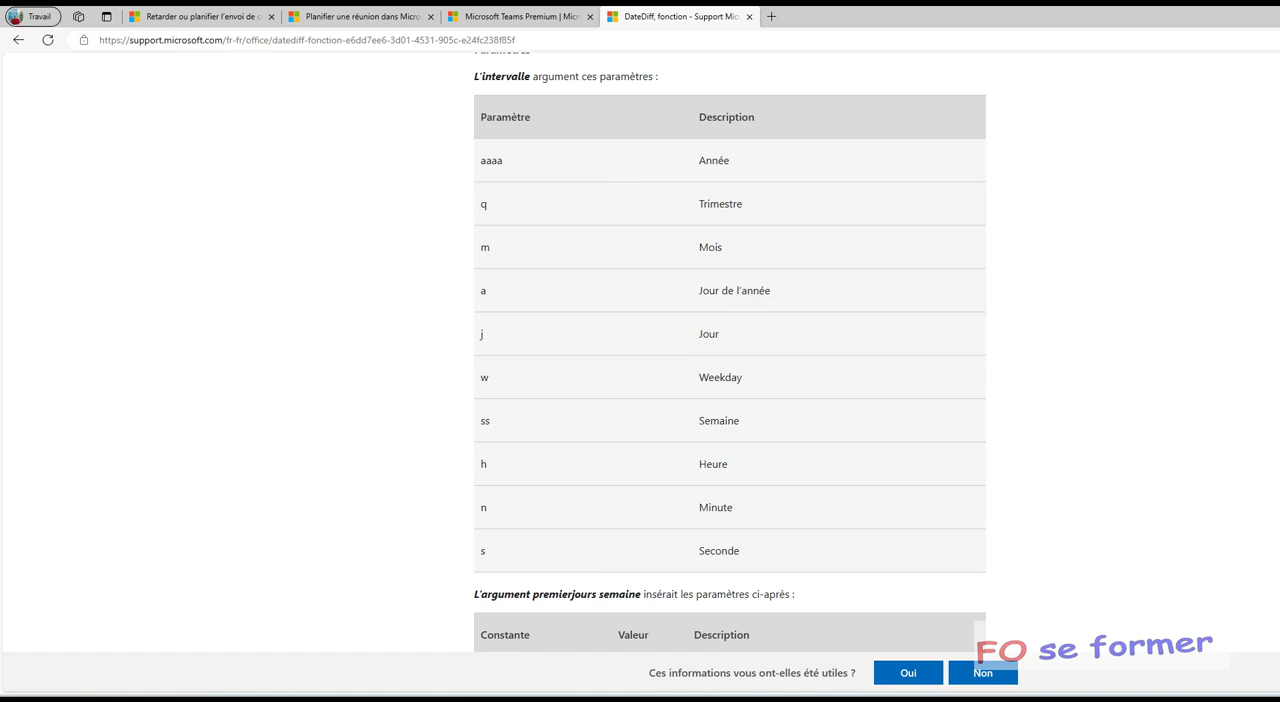 Travail
Retarder ou planifier l'envoi de c
Planifier une réunion dans Micro
Microsoft Teams Premium | Micr
DateDiff, fonction - Support Mic
https://support.microsoft.com/fr-fr/office/datediff-fonction-e6dd7ee6-3d01-4531-905c-e24fc238f85f
L'intervalle argument ces paramètres :
Paramètre Description
aaaa Année
q Trimestre
m Mois
a Jour de l'année
j Jour
w Weekday
ss Semaine
h Heure
n Minute
s Seconde
L'argument premierjours semaine insérait les paramètres ci-après :
Constante Valeur Description
FO se former
Ces informations vous ont-elles été utiles ? Oui Non